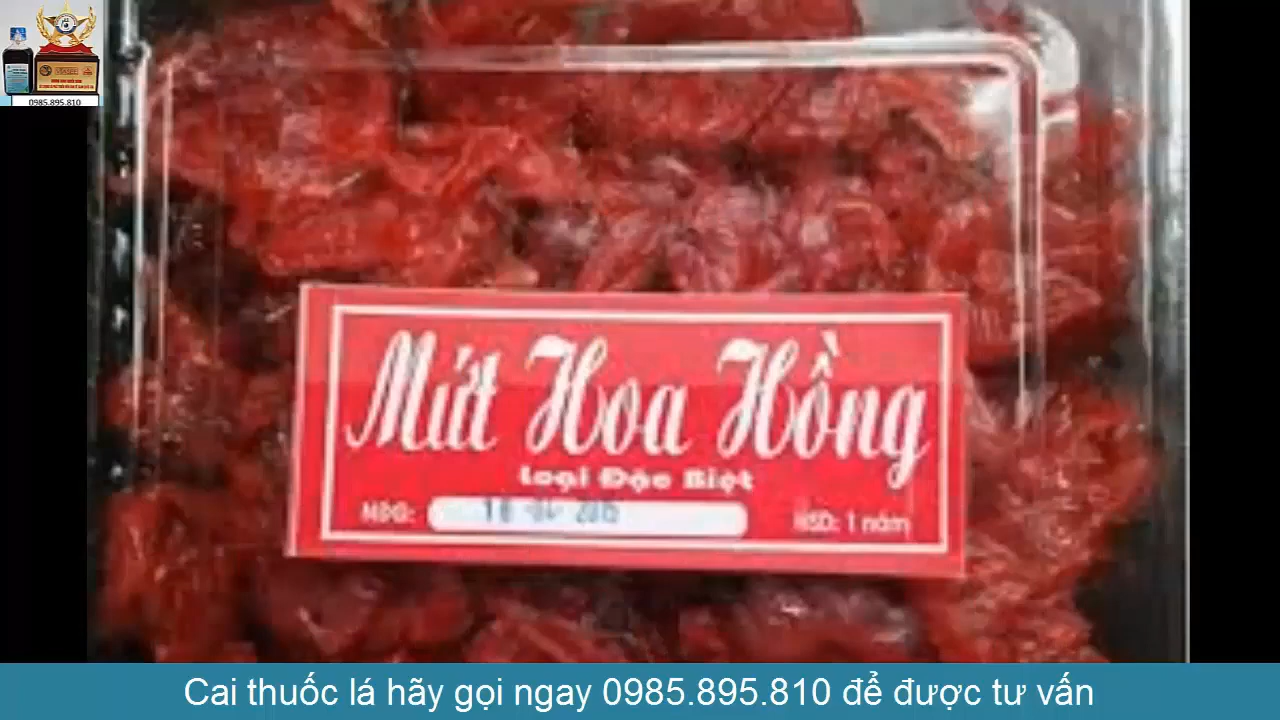 0985.895.810
Mứt Hoa Hồng
Loại Đặc Biệt
NĐG:
HSD: 1 năm
Cai thuốc lá hãy gọi ngay 0985.895.810 để được tư vấn